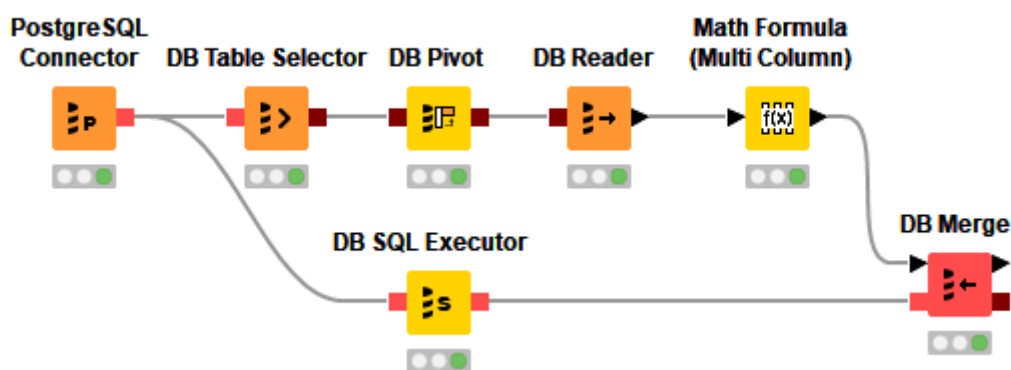 PostgreSQL
Connector
DB Table Selector
DB Pivot
DB Reader
Math Formula
(Multi Column)
P
f(x)
DB SQL Executor
S
DB Merge